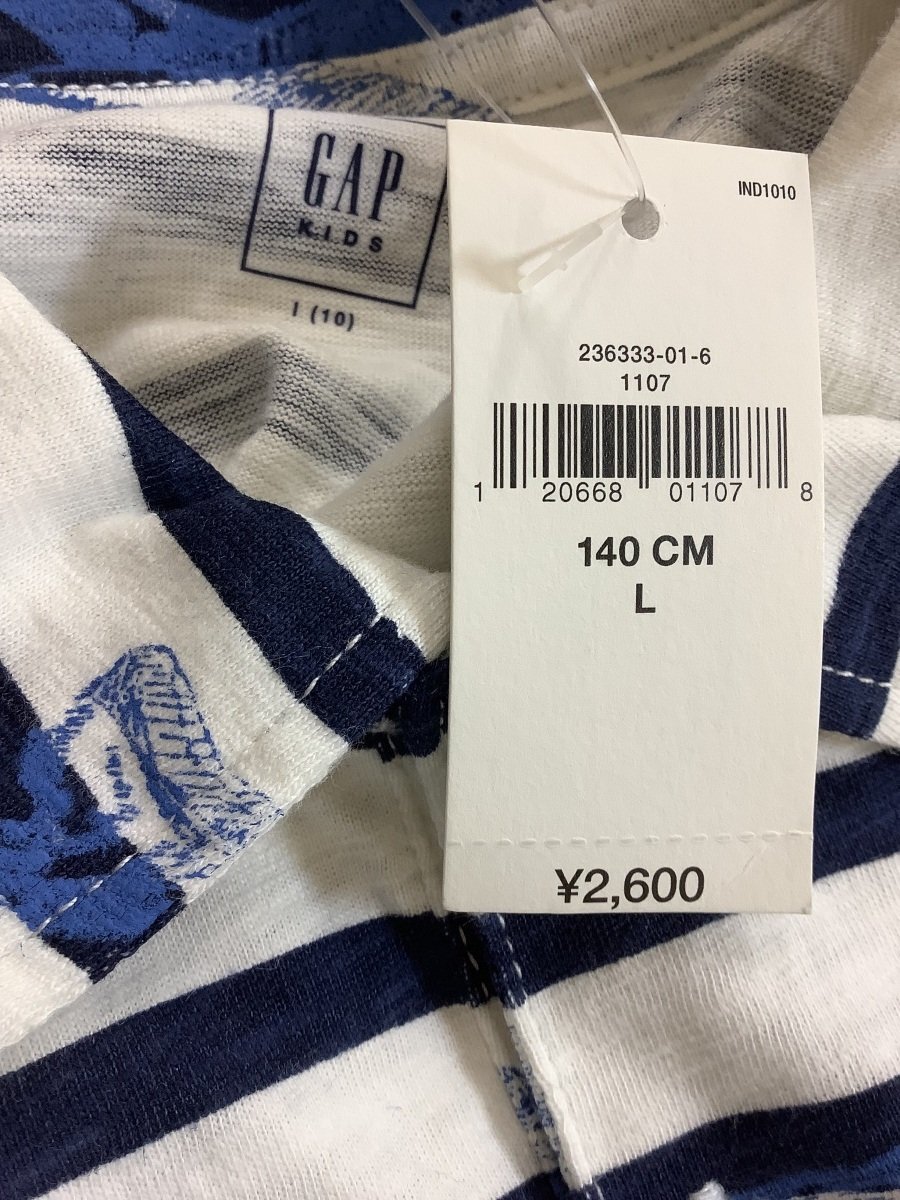 GAP
KIDS
(10)
IND1010
236333-01-6
1107
1 20668 01107 8
140 CM
L
¥2,600